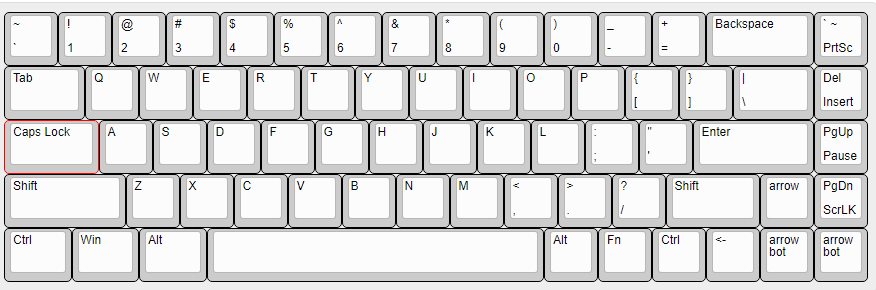 ~ ! @ # $ % ^ & * ( ) _ + Backspace ` ~
` 1 2 3 4 5 6 7 8 9 0 - = PrtSc
Tab Q W E R T Y U I O P { } | Del
[ ] \ Insert
Caps Lock A S D F G H J K L : " Enter PgUp
; ' Pause
Shift Z X C V B N M < > ? Shift arrow PgDn
, . / ScrLK
Ctrl Win Alt Alt Fn Ctrl <- arrow arrow
bot bot